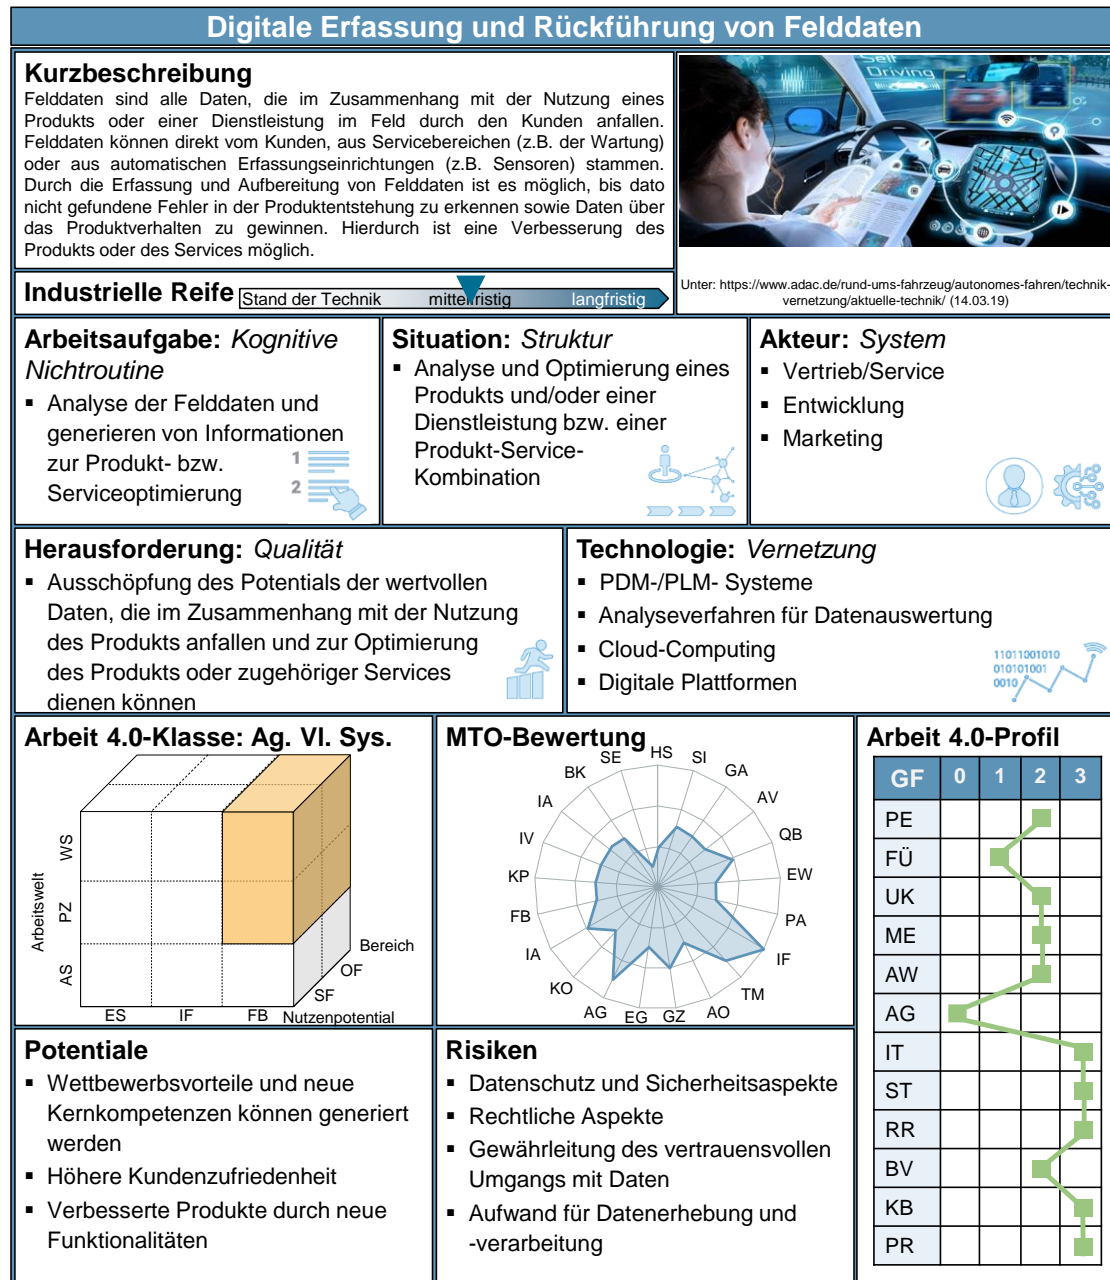 Digitale Erfassung und Rückführung von Felddaten
Kurzbeschreibung
Felddaten sind alle Daten, die im Zusammenhang mit der Nutzung eines
Produkts oder einer Dienstleistung im Feld durch den Kunden anfallen.
Felddaten können direkt vom Kunden, aus Servicebereichen (z.B. der Wartung)
oder aus automatischen Erfassungseinrichtungen (z.B. Sensoren) stammen.
Durch die Erfassung und Aufbereitung von Felddaten ist es möglich, bis dato
nicht gefundene Fehler in der Produktentstehung zu erkennen sowie Daten über
das Produktverhalten zu gewinnen. Hierdurch ist eine Verbesserung des
Produkts oder des Services möglich.
Self
Driving
Unter: https://www.adac.de/rund-ums-fahrzeug/autonomes-fahren/technik-
vernetzung/aktuelle-technik/ (14.03.19)
Industrielle Reife
Stand der Technik mittelfristig langfristig
Arbeitsaufgabe: Kognitive
Nichtroutine
▪ Analyse der Felddaten und
generieren von Informationen
zur Produkt- bzw.
Serviceoptimierung
1
2
Situation: Struktur
▪ Analyse und Optimierung eines
Produkts und/oder einer
Dienstleistung bzw. einer
Produkt-Service-
Kombination
Akteur: System
▪ Vertrieb/Service
▪ Entwicklung
▪ Marketing
Herausforderung: Qualität
▪ Ausschöpfung des Potentials der wertvollen
Daten, die im Zusammenhang mit der Nutzung
des Produkts anfallen und zur Optimierung
des Produkts oder zugehöriger Services
dienen können
Technologie: Vernetzung
▪ PDM-/PLM- Systeme
▪ Analyseverfahren für Datenauswertung
▪ Cloud-Computing
▪ Digitale Plattformen
11011001010
010101001
0010
Arbeit 4.0-Klasse: Ag. VI. Sys.
Arbeitswelt
WS
PZ
AS
ES IF FB Nutzenpotential
SF
OF
Bereich
MTO-Bewertung
HS
SI
GA
AV
QB
EW
PA
IF
TM
AO
GZ
EG
AG
KO
IA
FB
KP
IV
IA
BK
SE
Arbeit 4.0-Profil
GF 0 1 2 3
PE
FÜ
UK
ME
AW
AG
IT
ST
RR
BV
KB
PR
Potentiale
▪ Wettbewerbsvorteile und neue
Kernkompetenzen können generiert
werden
▪ Höhere Kundenzufriedenheit
▪ Verbesserte Produkte durch neue
Funktionalitäten
Risiken
▪ Datenschutz und Sicherheitsaspekte
▪ Rechtliche Aspekte
▪ Gewährleitung des vertrauensvollen
Umgangs mit Daten
▪ Aufwand für Datenerhebung und
-verarbeitung